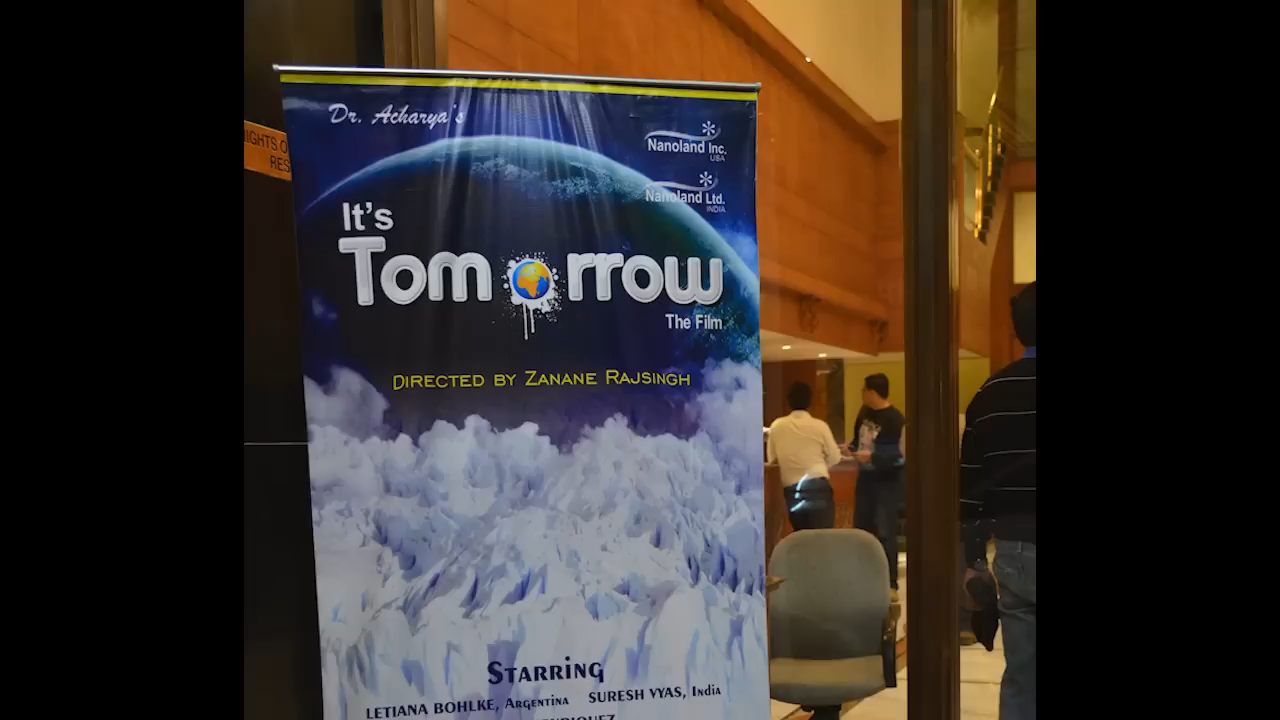 Dr. Acharya's
Nanoland Inc.
USA
Nanoland Ltd.
INDIA
It's
Tomorrow
The Film
DIRECTED BY ZANANE RAJSINGH
STARRING
LETIANA BOHLKE, Argentina SURESH VYAS, India